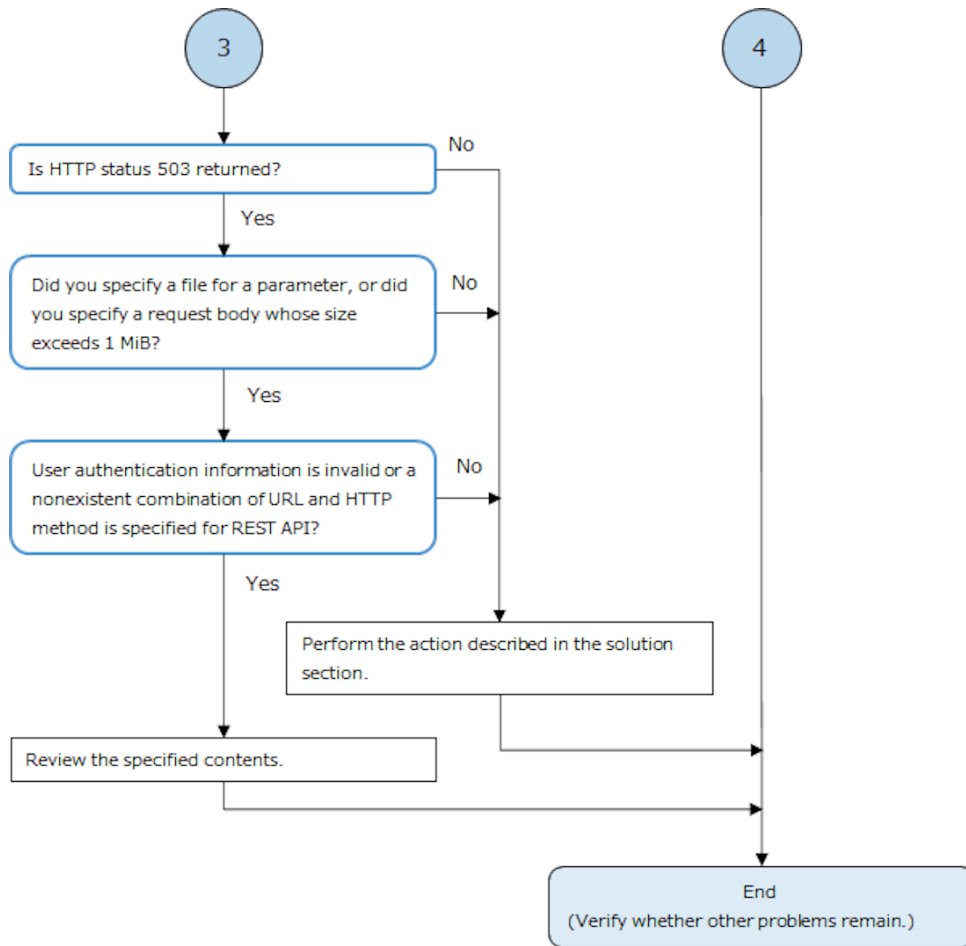 3
4
No
Is HTTP status 503 returned?
Yes
Did you specify a file for a parameter, or did
you specify a request body whose size
exceeds 1 MiB?
No
Yes
User authentication information is invalid or a
nonexistent combination of URL and HTTP
method is specified for REST API?
No
Yes
Perform the action described in the solution
section.
Review the specified contents.
End
(Verify whether other problems remain.)